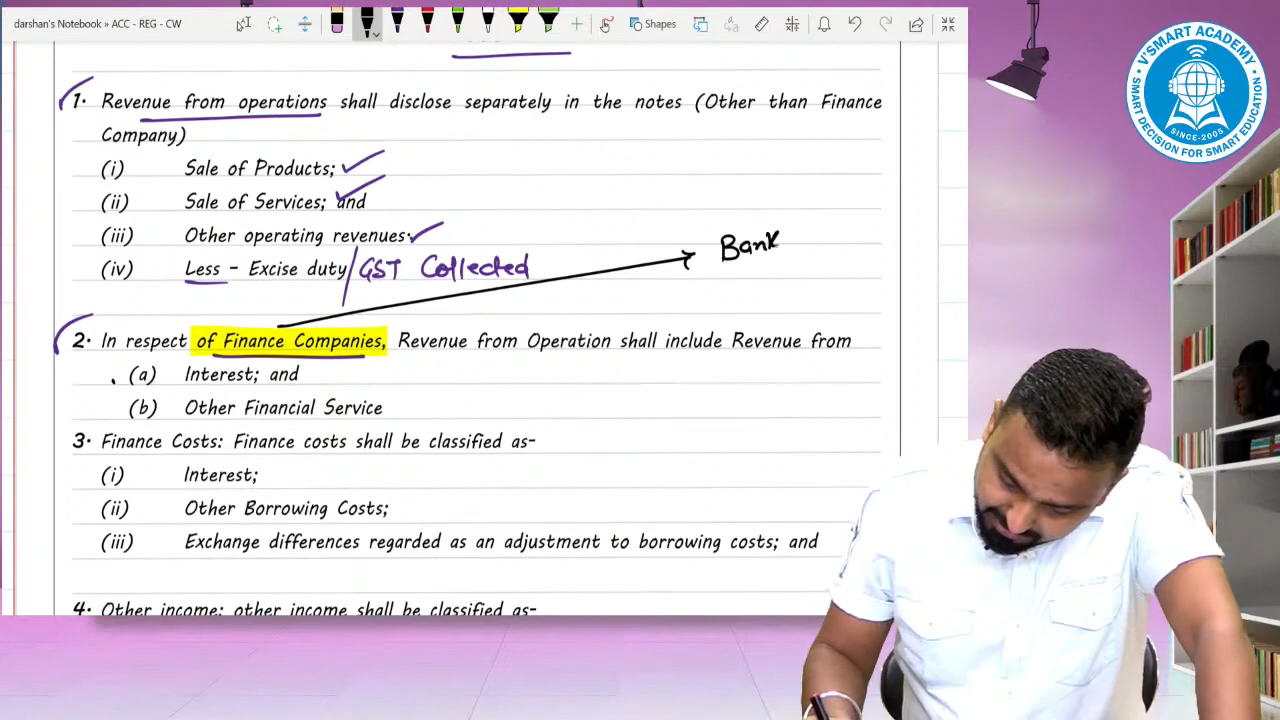 darshan's Notebook » ACC - REG - CW
Shapes
1. Revenue from operations shall disclose separately in the notes (Other than Finance
Company)
(i) Sale of Products;
(ii) Sale of Services; and
(iii) Other operating revenues.
(iv) Less - Excise duty/GST Collected
Bank
2. In respect of Finance Companies, Revenue from Operation shall include Revenue from
(a) Interest; and
(b) Other Financial Service
3. Finance Costs: Finance costs shall be classified as-
(i) Interest;
(ii) Other Borrowing Costs;
(iii) Exchange differences regarded as an adjustment to borrowing costs; and
4. Other income: other income shall be classified as-
V'SMART ACADEMY
SINCE-2005
SMART DECISION FOR SMART EDUCATION